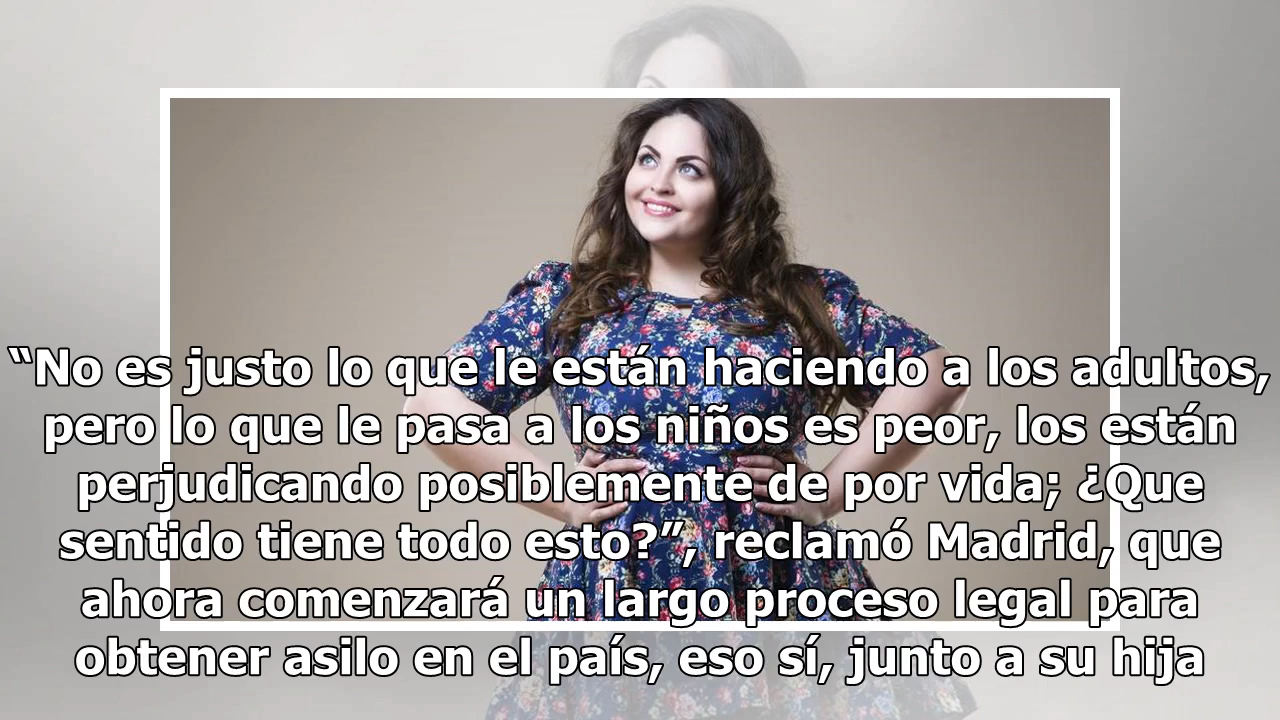 “No es justo lo que le están haciendo a los adultos,
pero lo que le pasa a los niños es peor, los están
perjudicando posiblemente de por vida; ¿Que
sentido tiene todo esto?”, reclamó Madrid, que
ahora comenzará un largo proceso legal para
obtener asilo en el país, eso sí, junto a su hija